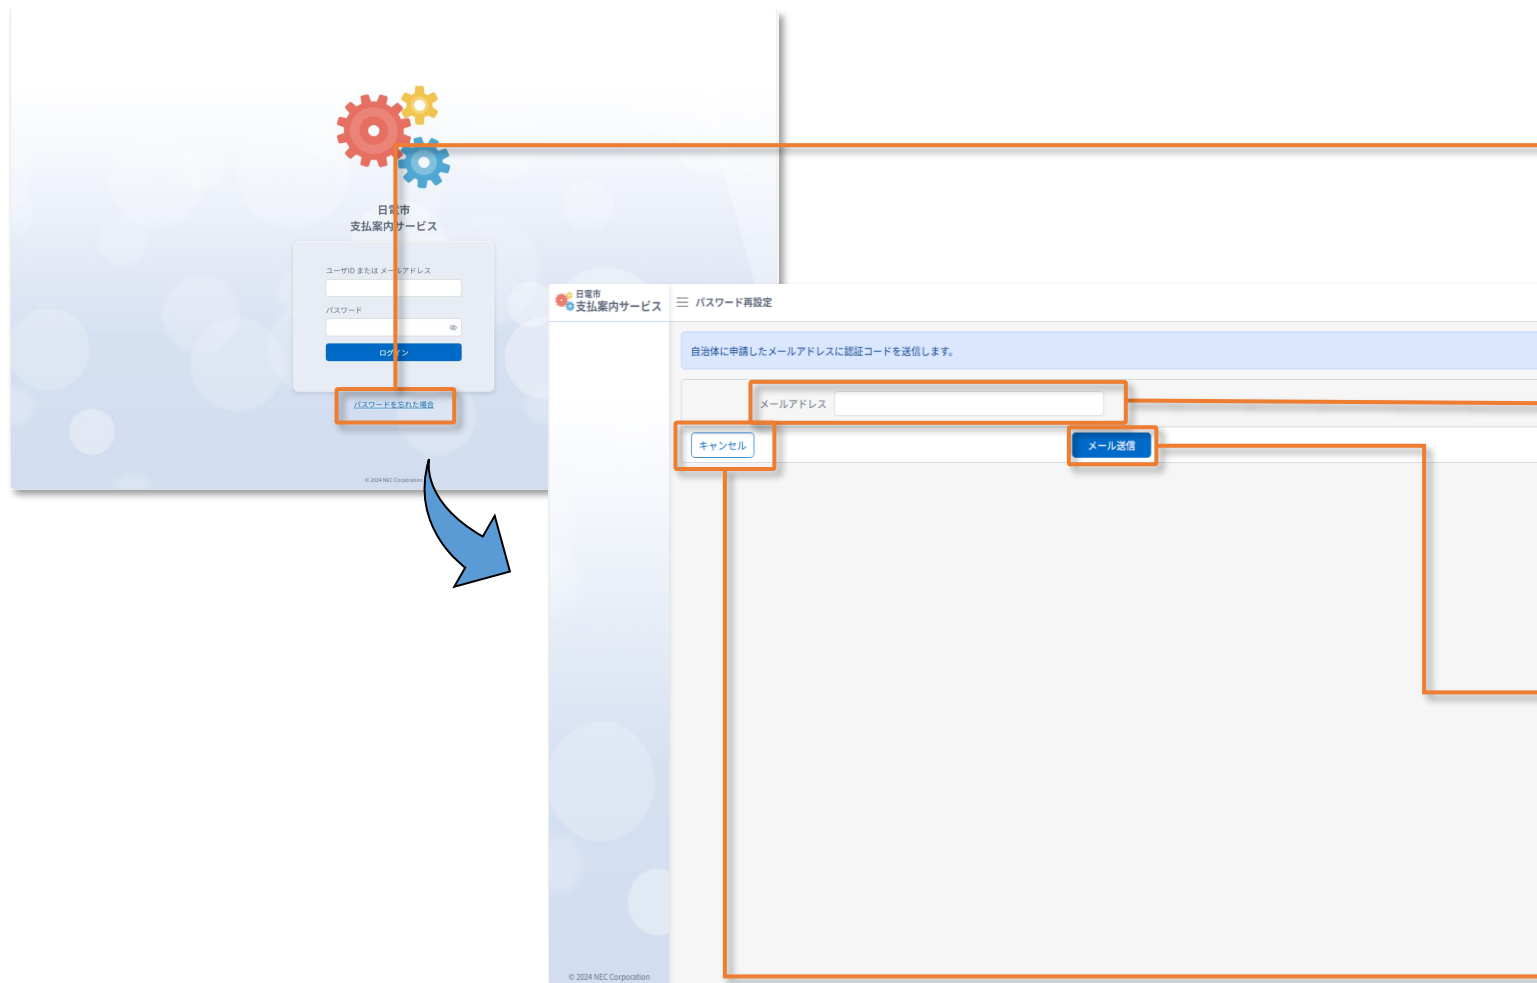 日電市
支払案内サービス
ユーザID または メールアドレス
パスワード
ログイン
パスワードを忘れた場合
© 2024 NEC Corporation
日電市
支払案内サービス
パスワード再設定
自治体に申請したメールアドレスに認証コードを送信します。
メールアドレス
キャンセル
メール送信
© 2024 NEC Corporation